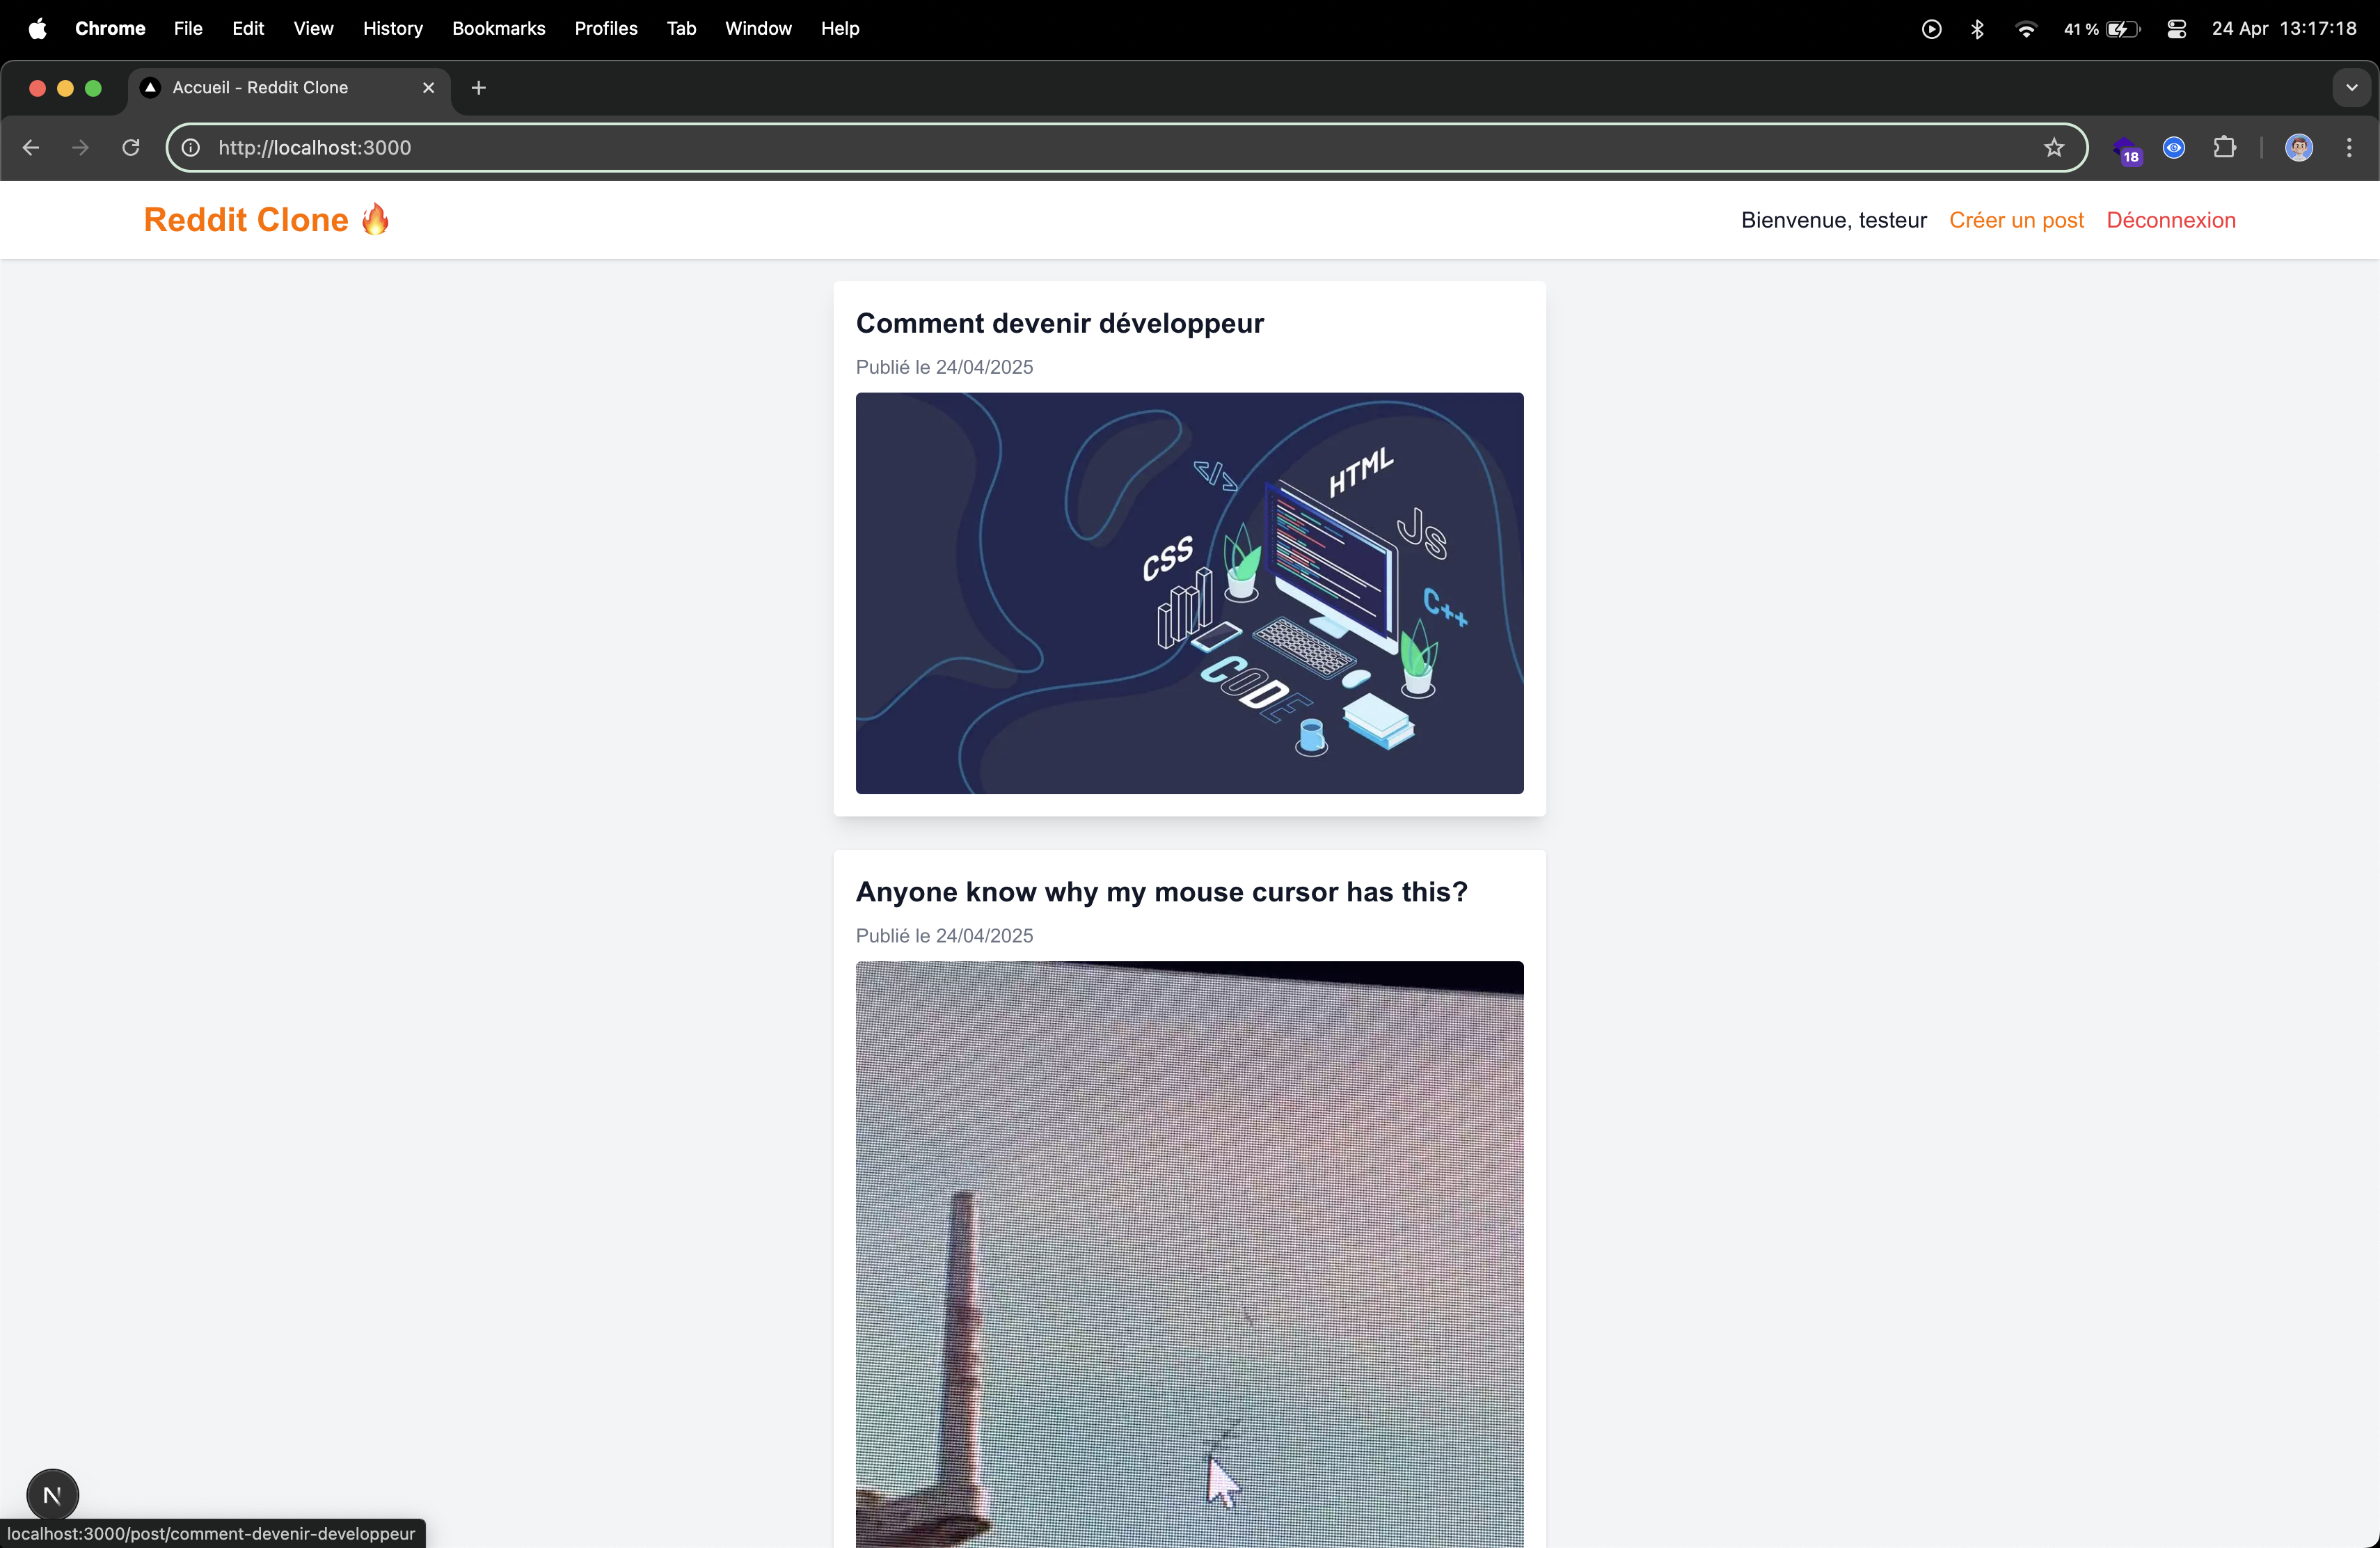 Chrome File Edit View History Bookmarks Profiles Tab Window Help 41 % 24 Apr 13:17:18
Accueil - Reddit Clone
http://localhost:3000
18
Reddit Clone 🔥 Bienvenue, testeur Créer un post Déconnexion
Comment devenir développeur
Publié le 24/04/2025
</>
HTML
JS
CSS
C++
CODE
Anyone know why my mouse cursor has this?
Publié le 24/04/2025
N
localhost:3000/post/comment-devenir-developpeur